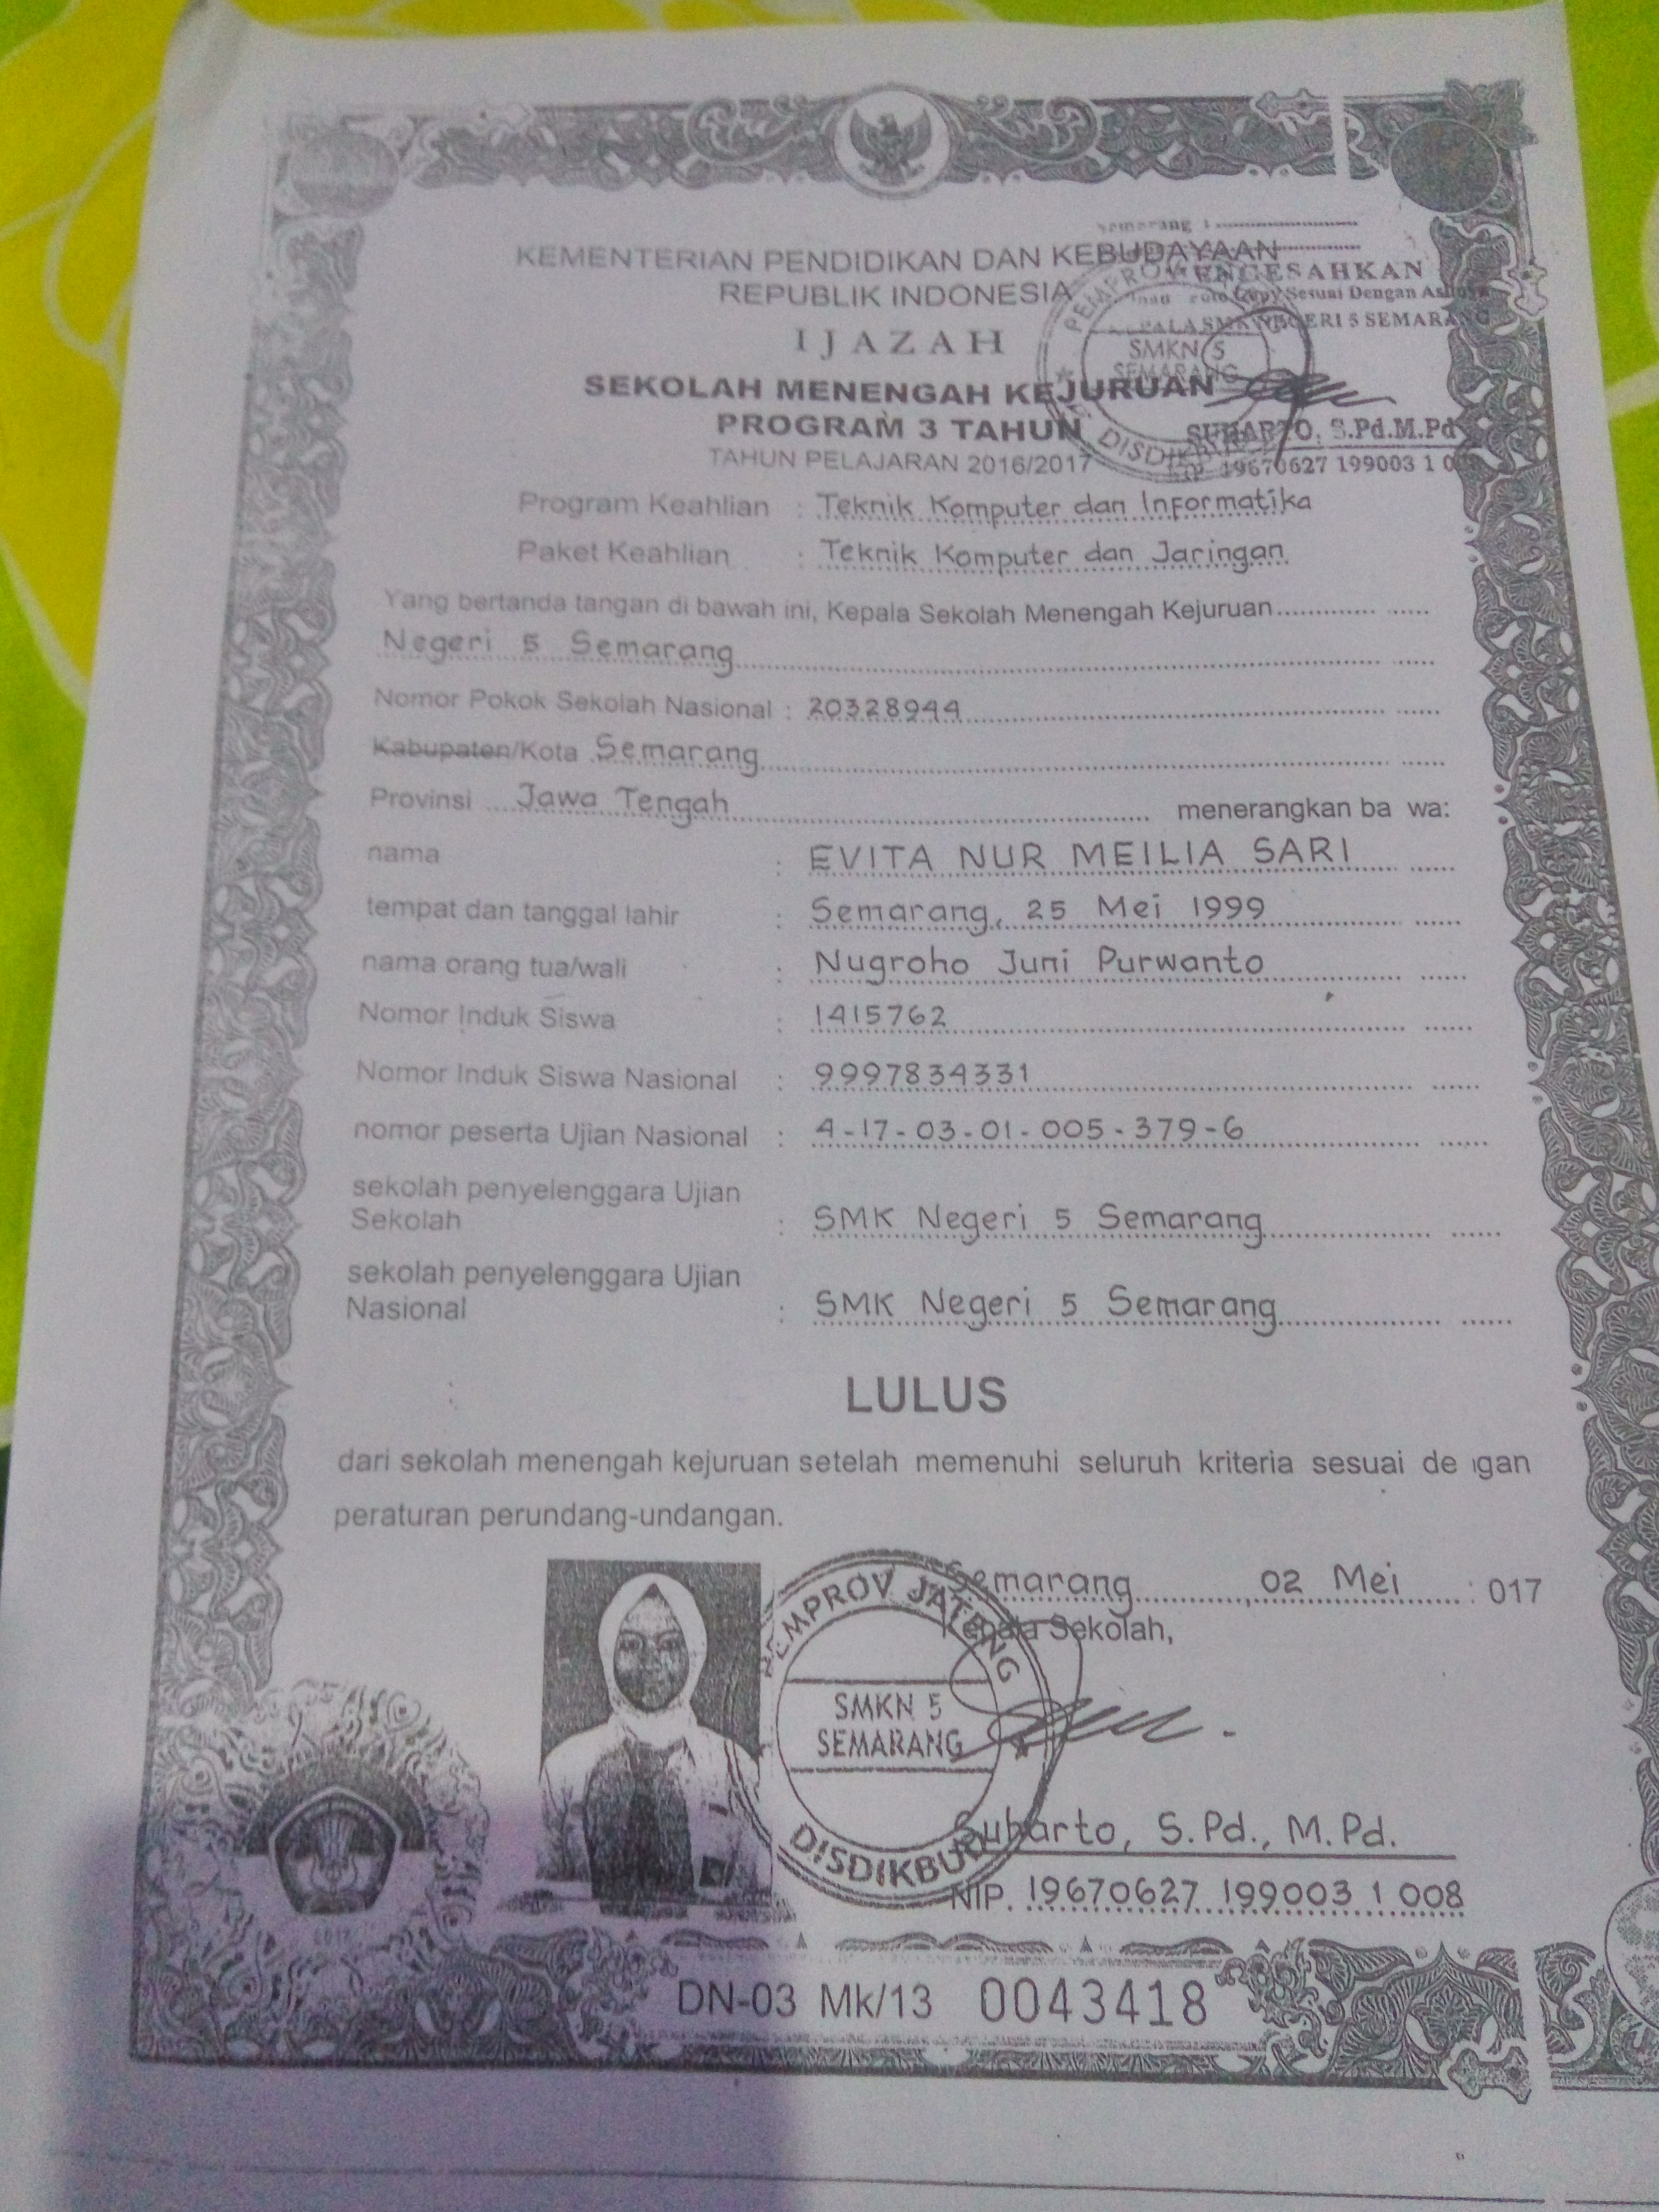 Semarang
KEMENTERIAN PENDIDIKAN DAN KEBUDAYAAN
REPUBLIK INDONESIA
MENGESAHKAN
Copy Sesuai Dengan Aslinya
KEPALA SMK NEGERI 5 SEMARANG
PEMPROV
SMKN 5
SEMARANG
DISDIKBUD
SUHARTO, S.Pd.M.Pd
NIP. 19670627 199003 1 0
IJAZAH
SEKOLAH MENENGAH KEJURUAN
PROGRAM 3 TAHUN
TAHUN PELAJARAN 2016/2017
Program Keahlian : Teknik Komputer dan Informatika
Paket Keahlian : Teknik Komputer dan Jaringan
Yang bertanda tangan di bawah ini, Kepala Sekolah Menengah Kejuruan
Negeri 5 Semarang
Nomor Pokok Sekolah Nasional : 20328944
Kabupaten/Kota Semarang
Provinsi Jawa Tengah menerangkan ba wa:
nama : EVITA NUR MEILIA SARI
tempat dan tanggal lahir : Semarang, 25 Mei 1999
nama orang tua/wali : Nugroho Juni Purwanto
Nomor Induk Siswa : 1415762
Nomor Induk Siswa Nasional : 9997834331
nomor peserta Ujian Nasional : 4-17-03-01-005-379-6
sekolah penyelenggara Ujian
Sekolah : SMK Negeri 5 Semarang
sekolah penyelenggara Ujian
Nasional : SMK Negeri 5 Semarang
LULUS
dari sekolah menengah kejuruan setelah memenuhi seluruh kriteria sesuai de gan
peraturan perundang-undangan.
Semarang, 02 Mei 017
Kepala Sekolah,
PEMPROV JATENG
SMKN 5
SEMARANG
DISDIKBUD
Suharto, S.Pd., M.Pd.
NIP. 19670627 199003 1 008
DN-03 Mk/13 0043418